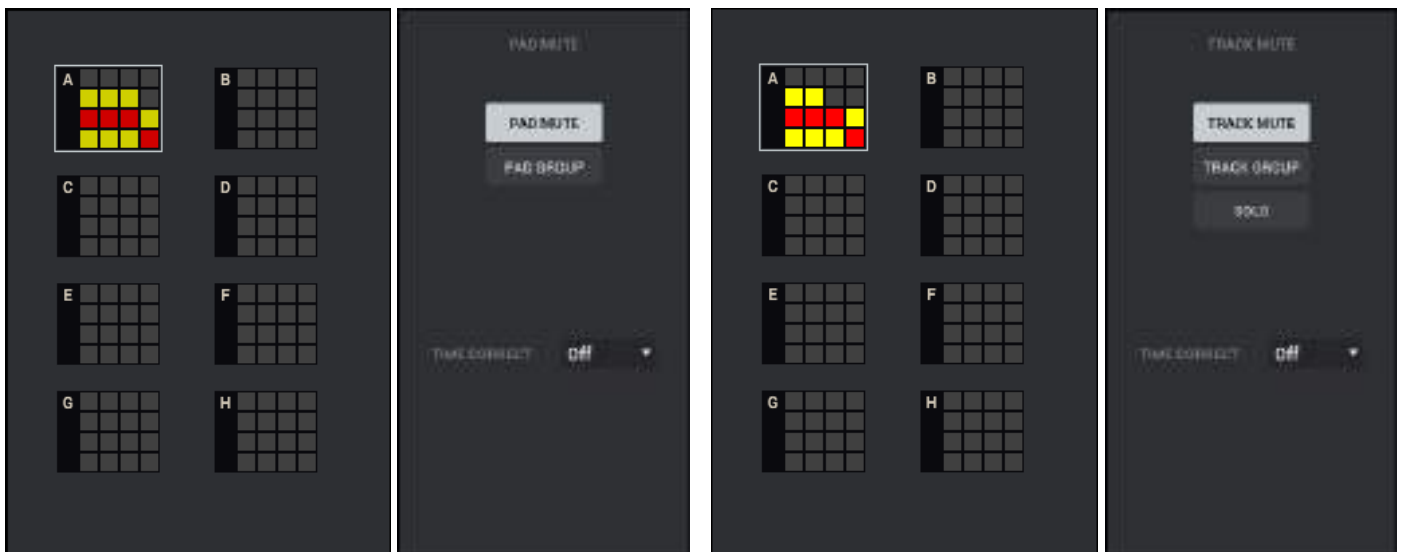 PAD MUTE
A
B
PAD MUTE
PAD GROUP
C
D
E
F
TIME CORRECT
Off
G
H
TRACK MUTE
A
B
TRACK MUTE
TRACK GROUP
C
D
SOLO
E
F
TIME CORRECT
Off
G
H